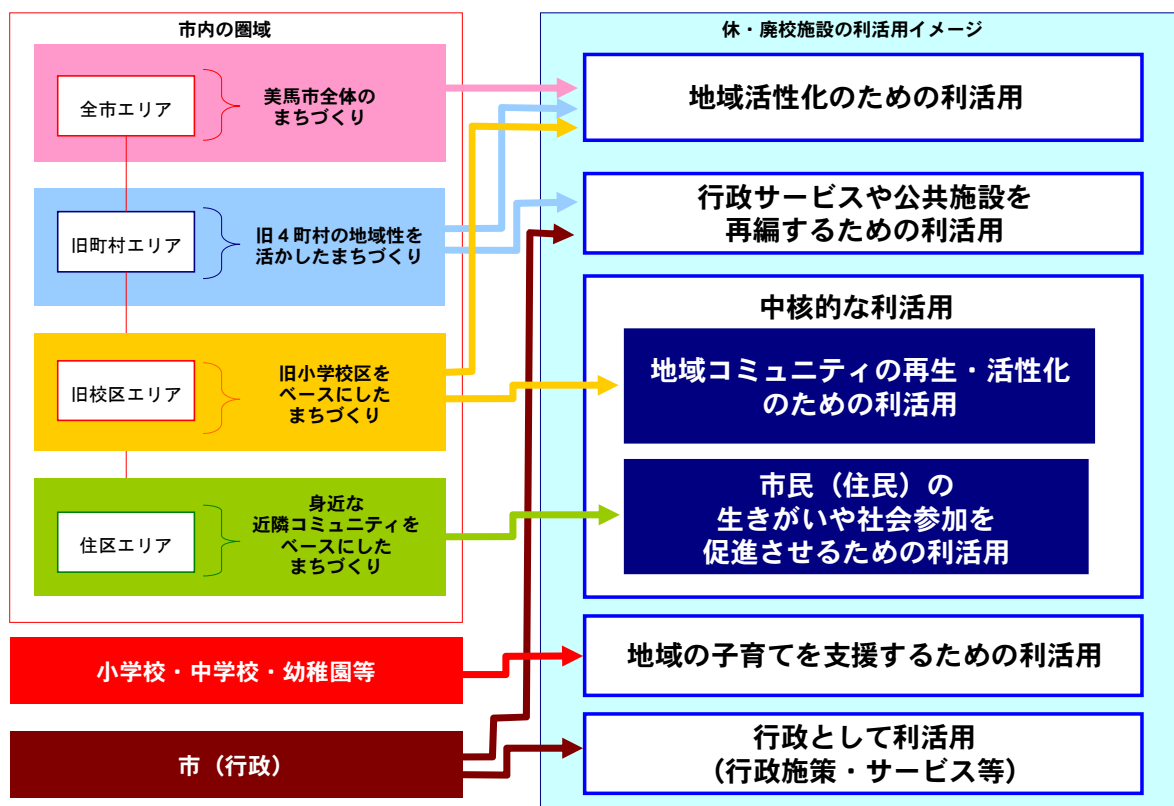 市内の圏域
全市エリア
美馬市全体の
まちづくり
旧町村エリア
旧４町村の地域性を
活かしたまちづくり
旧校区エリア
旧小学校区を
ベースにした
まちづくり
住区エリア
身近な
近隣コミュニティを
ベースにした
まちづくり
小学校・中学校・幼稚園等
市（行政）
休・廃校施設の利活用イメージ
地域活性化のための利活用
行政サービスや公共施設を
再編するための利活用
中核的な利活用
地域コミュニティの再生・活性化
のための利活用
市民（住民）の
生きがいや社会参加を
促進させるための利活用
地域の子育てを支援するための利活用
行政として利活用
（行政施策・サービス等）